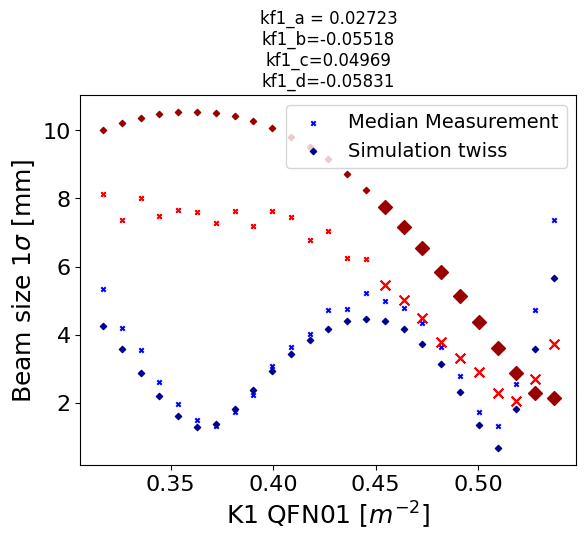 kf1_a = 0.02723
kf1_b=-0.05518
kf1_c=0.04969
kf1_d=-0.05831
Median Measurement
Simulation twiss
Beam size 1σ [mm]
10
8
6
4
2
0.35 0.40 0.45 0.50
K1 QFN01 [m⁻²]